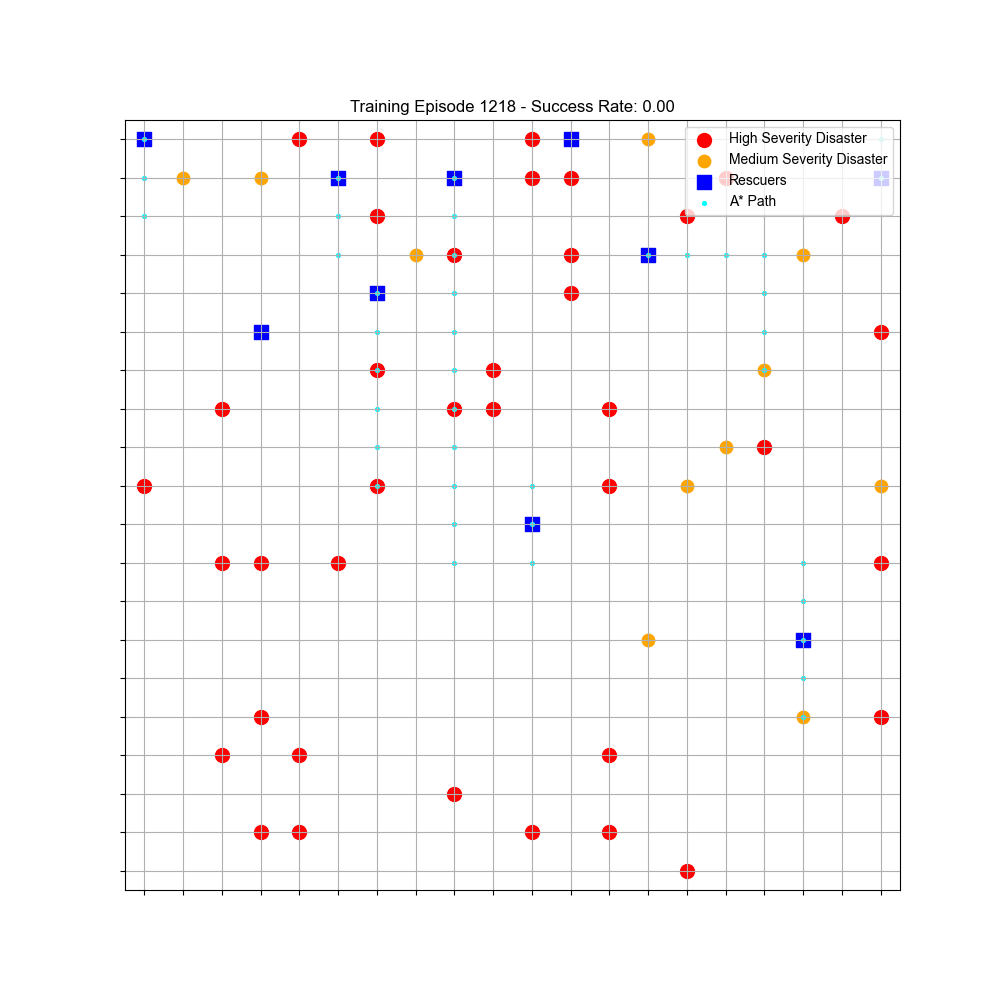 Training Episode 1218 - Success Rate: 0.00
High Severity Disaster
Medium Severity Disaster
Rescuers
A* Path